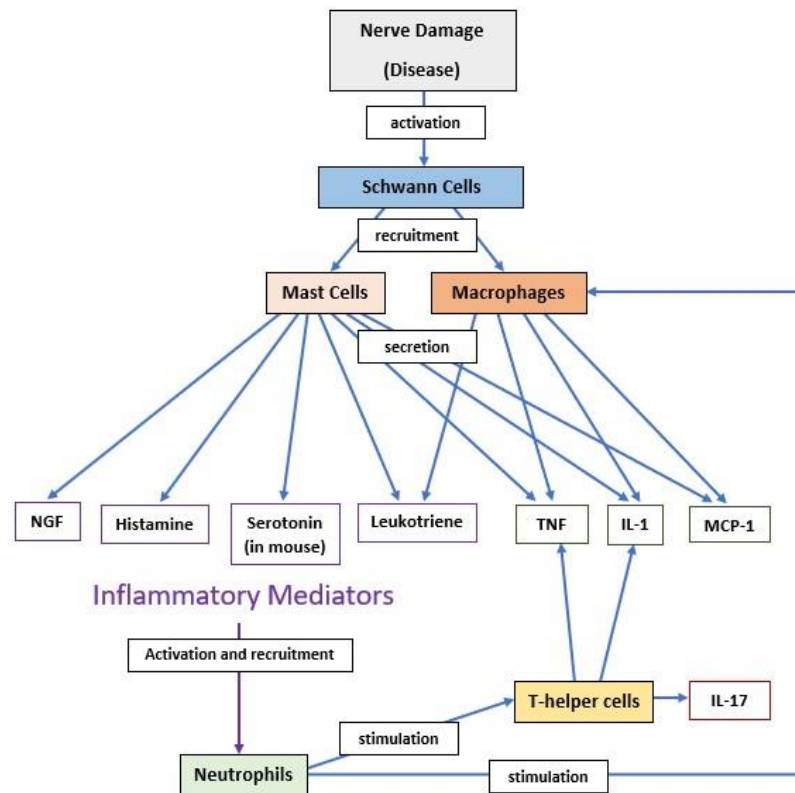 Nerve Damage
(Disease)
activation
Schwann Cells
recruitment
Mast Cells
Macrophages
secretion
NGF
Histamine
Serotonin
(in mouse)
Leukotriene
TNF
IL-1
MCP-1
Inflammatory Mediators
Activation and recruitment
T-helper cells
IL-17
stimulation
Neutrophils
stimulation